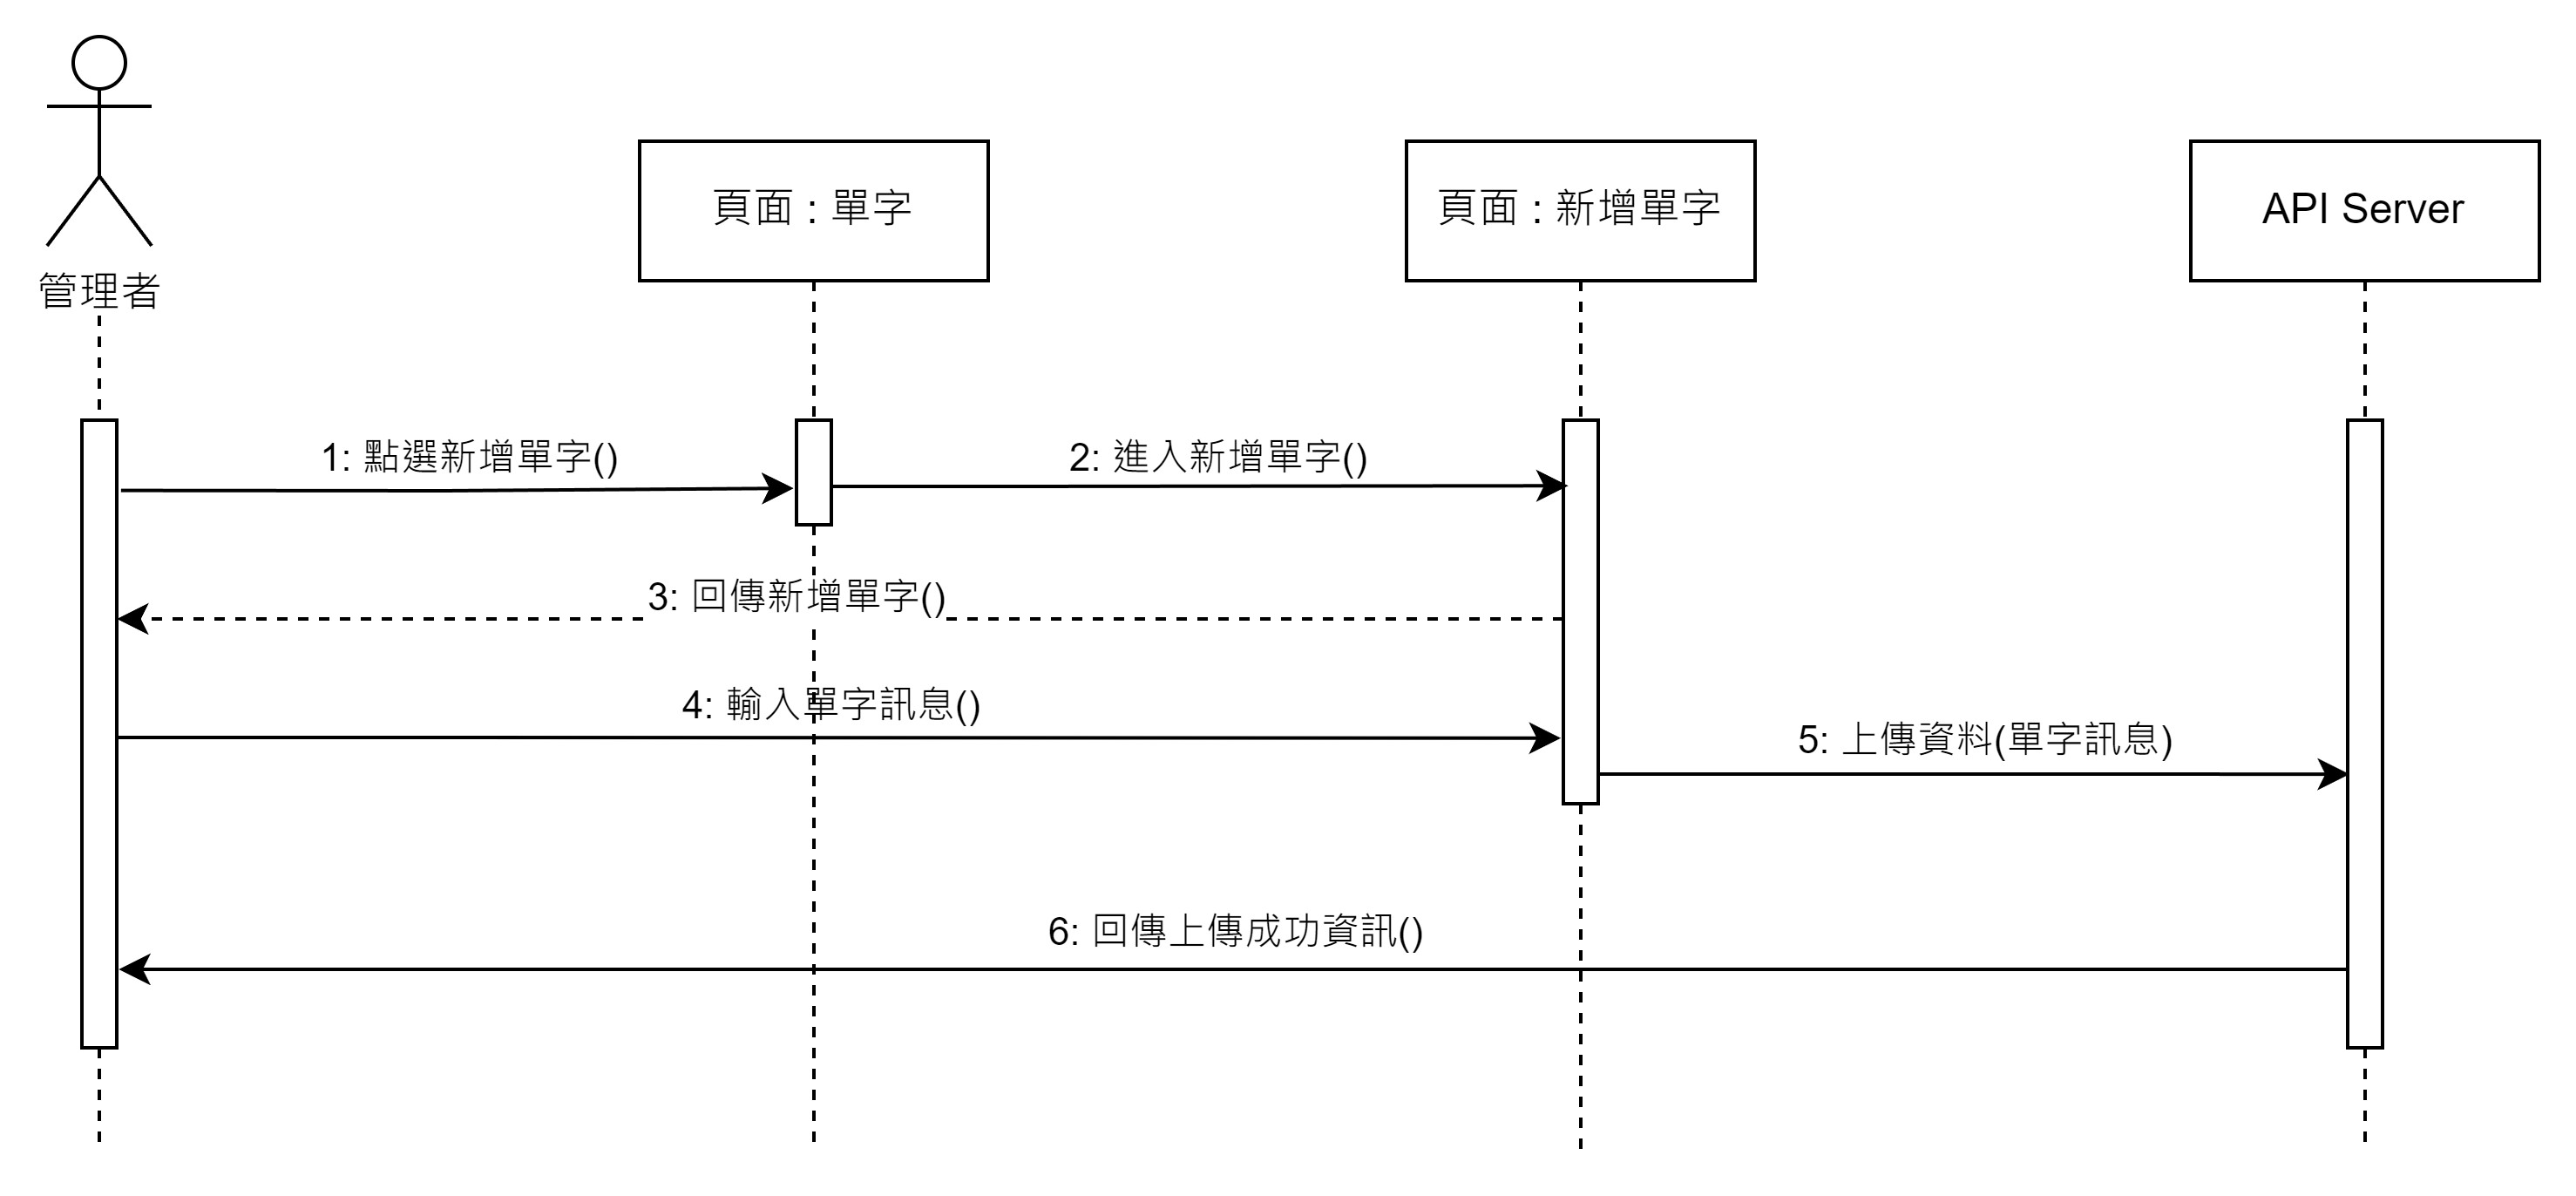 管理者
頁面 : 單字
頁面 : 新增單字
API Server
1: 點選新增單字()
2: 進入新增單字()
3: 回傳新增單字()
4: 輸入單字訊息()
5: 上傳資料(單字訊息)
6: 回傳上傳成功資訊()